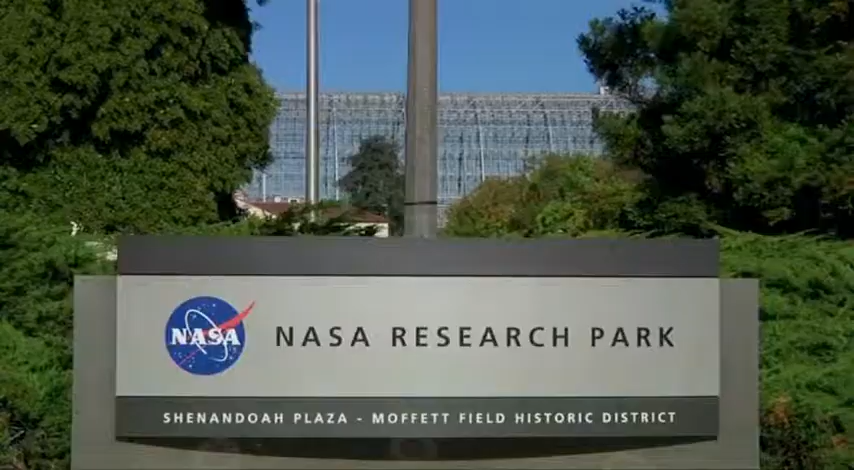 NASA
NASA RESEARCH PARK
SHENANDOAH PLAZA - MOFFETT FIELD HISTORIC DISTRICT